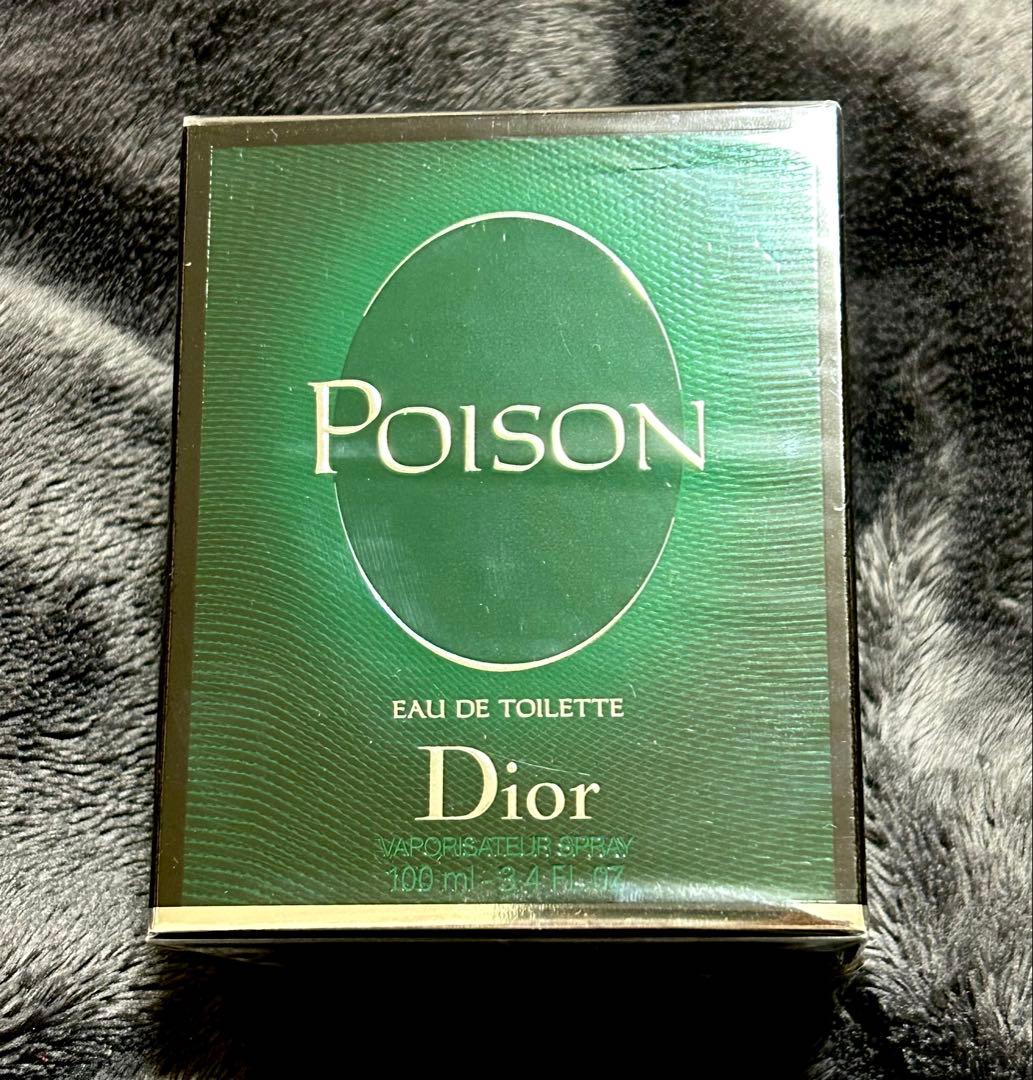 POISON
EAU DE TOILETTE
Dior
VAPORISATEUR SPRAY
100 ml - 3.4 Fl. OZ